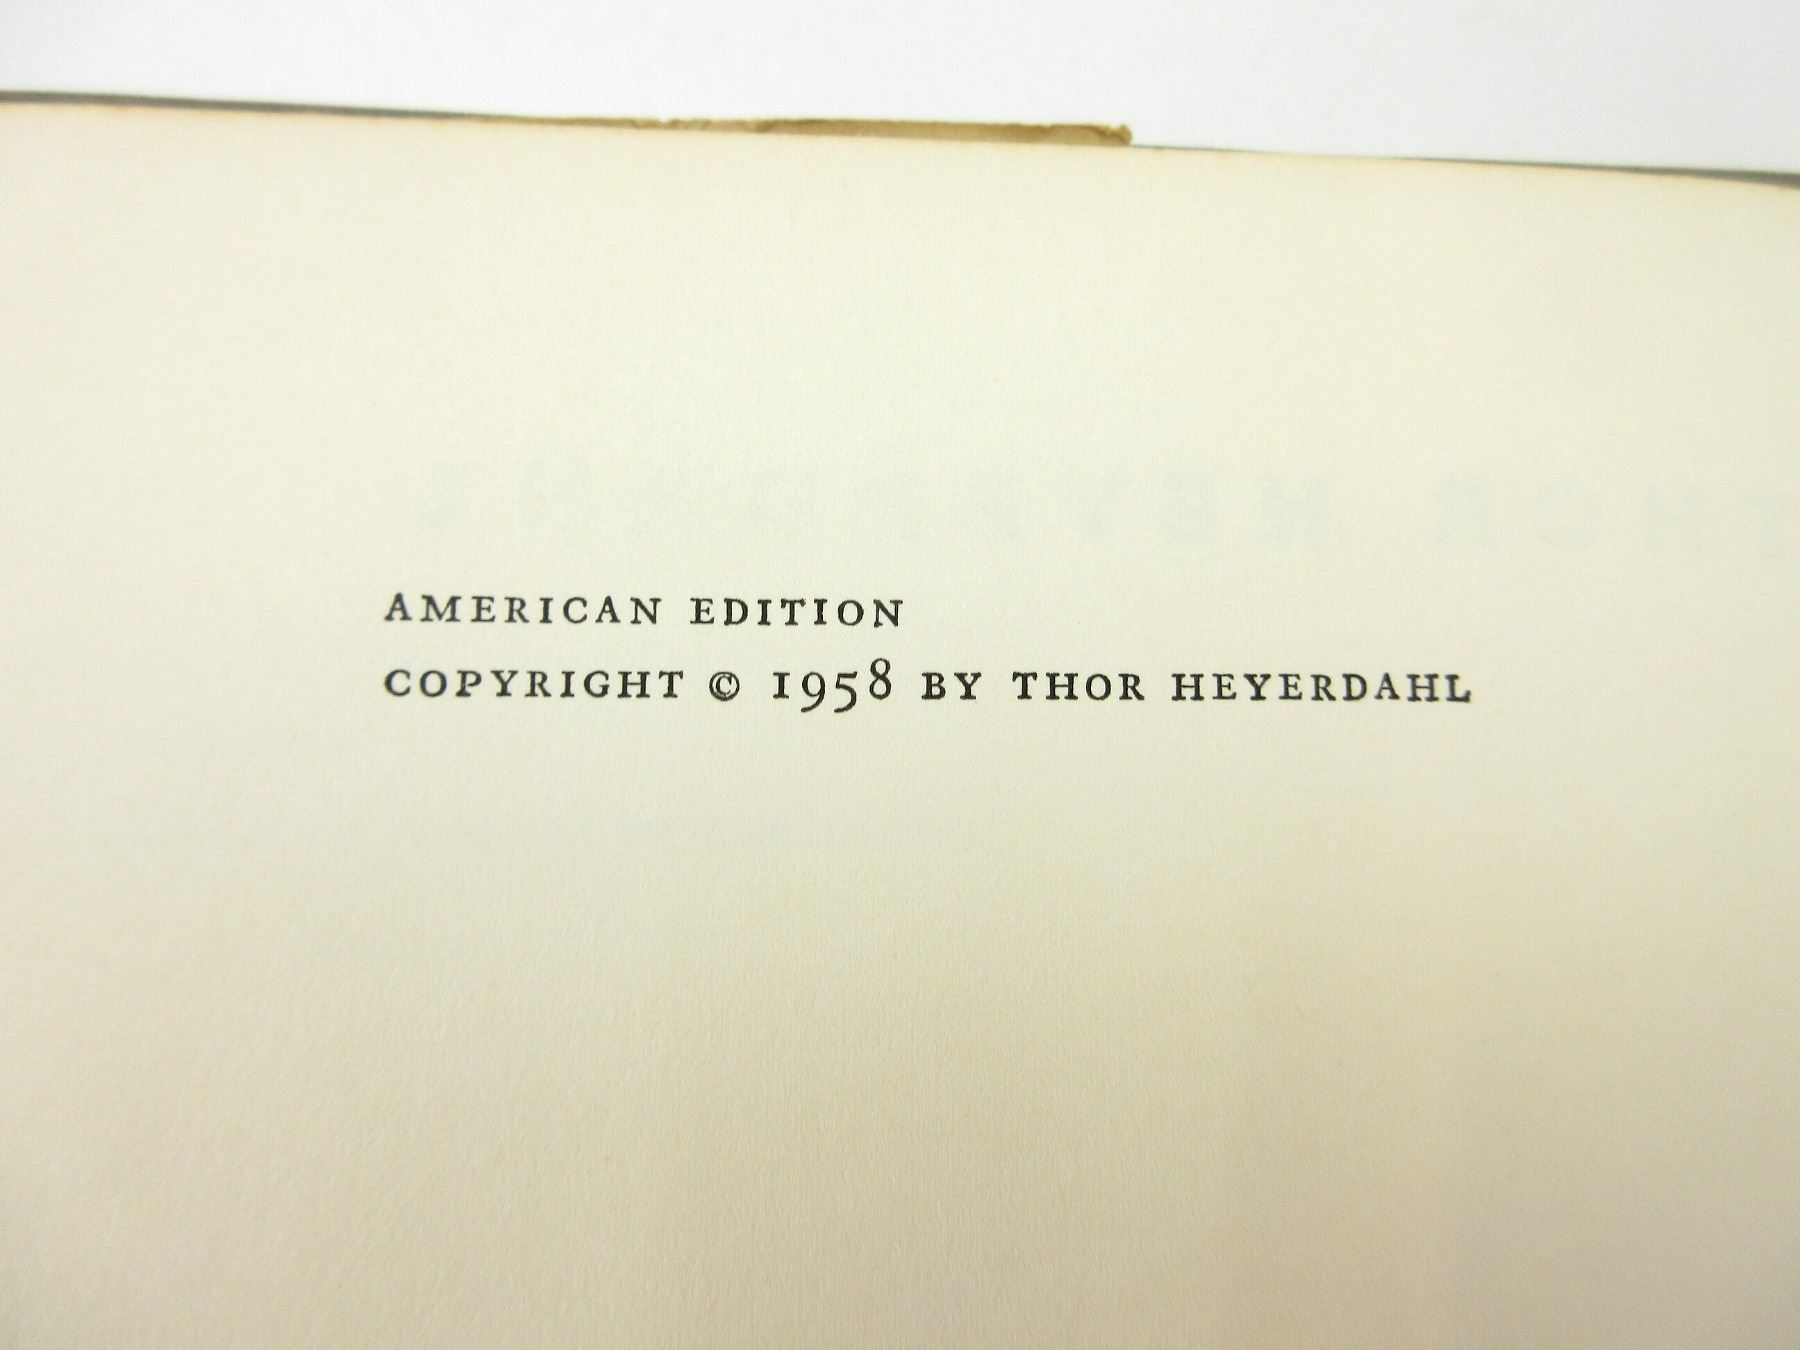 AMERICAN EDITION
COPYRIGHT © 1958 BY THOR HEYERDAHL